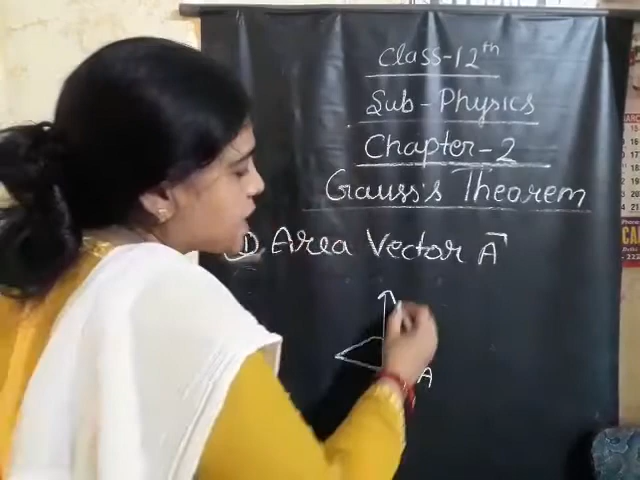 Class-12th
Sub-Physics
Chapter-2
Gauss's Theorem
1) Area Vector A
A